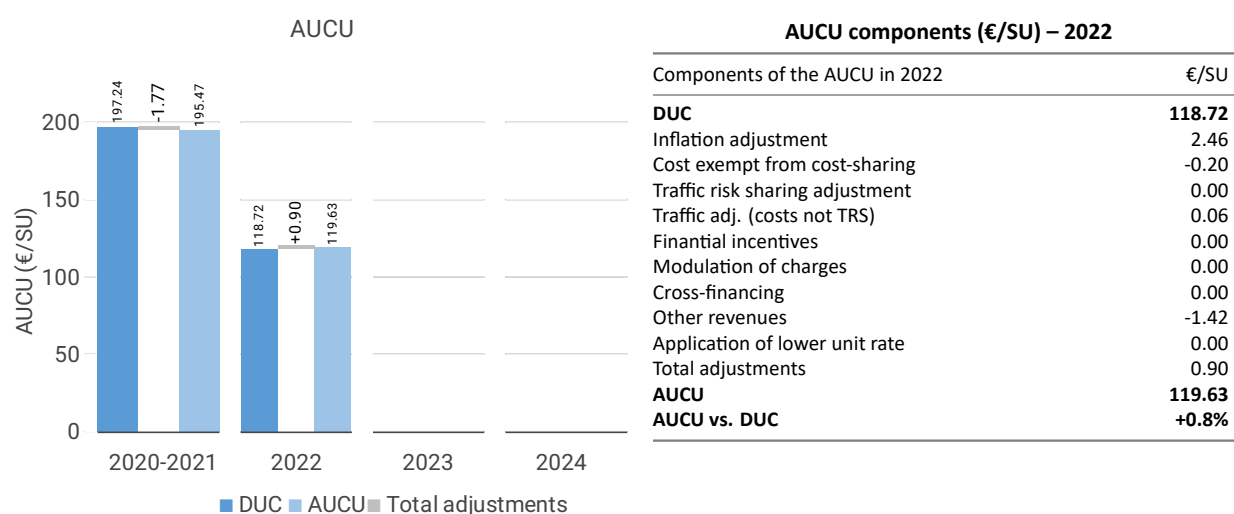 AUCU
AUCU (€/SU)
200
150
100
50
0
197.24
-1.77
195.47
118.72
+0.90
119.63
2020-2021 2022 2023 2024
DUC AUCU Total adjustments
AUCU components (€/SU) – 2022
Components of the AUCU in 2022 €/SU
DUC 118.72
Inflation adjustment 2.46
Cost exempt from cost-sharing -0.20
Traffic risk sharing adjustment 0.00
Traffic adj. (costs not TRS) 0.06
Finantial incentives 0.00
Modulation of charges 0.00
Cross-financing 0.00
Other revenues -1.42
Application of lower unit rate 0.00
Total adjustments 0.90
AUCU 119.63
AUCU vs. DUC +0.8%